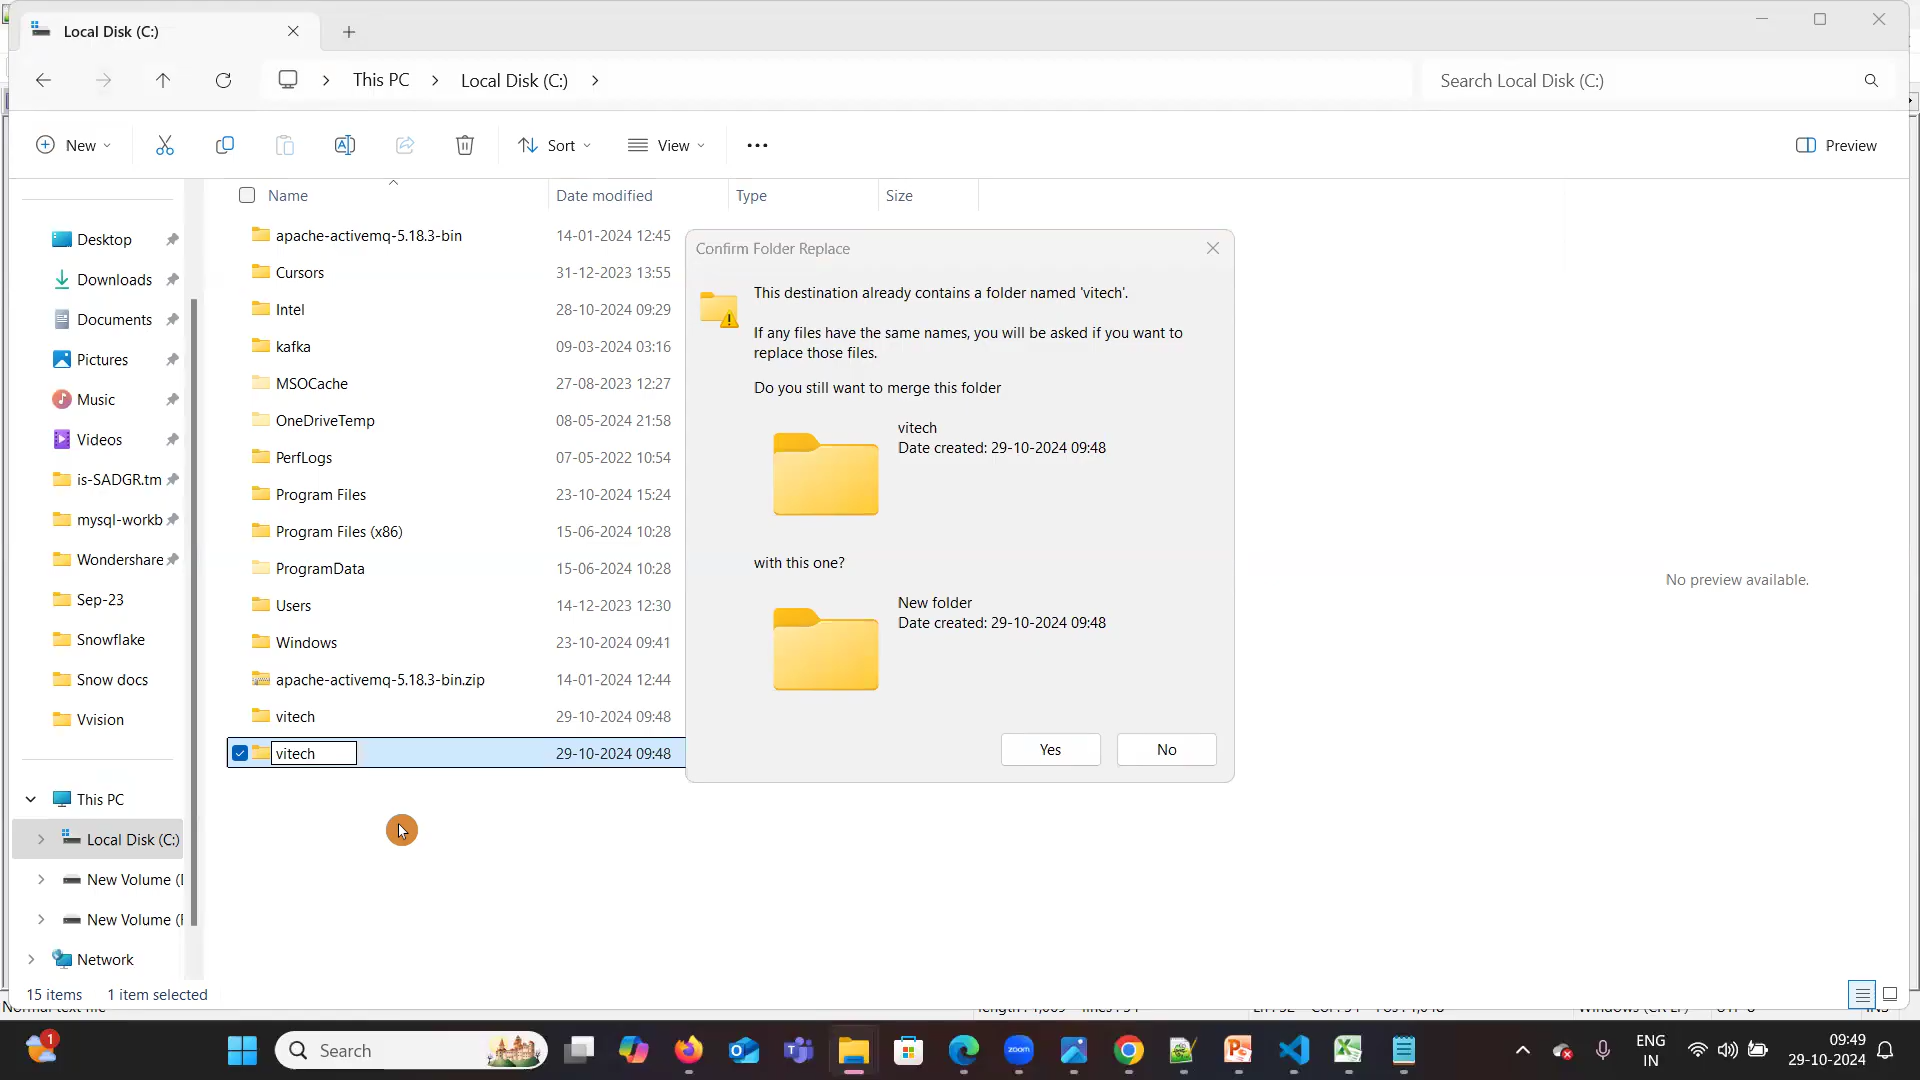 Local Disk (C:)
This PC
Local Disk (C:)
Search Local Disk (C:)
New
Sort
View
Preview
Name
Date modified
Type
Size
Desktop
Downloads
Documents
Pictures
Music
Videos
is-SADGR.tm
mysql-workb
Wondershare
Sep-23
Snowflake
Snow docs
Vvision
This PC
Local Disk (C:)
New Volume (
New Volume (
Network
apache-activemq-5.18.3-bin 14-01-2024 12:45
Cursors 31-12-2023 13:55
Intel 28-10-2024 09:29
kafka 09-03-2024 03:16
MSOCache 27-08-2023 12:27
OneDriveTemp 08-05-2024 21:58
PerfLogs 07-05-2022 10:54
Program Files 23-10-2024 15:24
Program Files (x86) 15-06-2024 10:28
ProgramData 15-06-2024 10:28
Users 14-12-2023 12:30
Windows 23-10-2024 09:41
apache-activemq-5.18.3-bin.zip 14-01-2024 12:44
vitech 29-10-2024 09:48
vitech 29-10-2024 09:48
Confirm Folder Replace
This destination already contains a folder named 'vitech'.
If any files have the same names, you will be asked if you want to
replace those files.
Do you still want to merge this folder
vitech
Date created: 29-10-2024 09:48
with this one?
New folder
Date created: 29-10-2024 09:48
Yes
No
No preview available.
15 items 1 item selected
1
Search
zoom
ENG
IN
09:49
29-10-2024